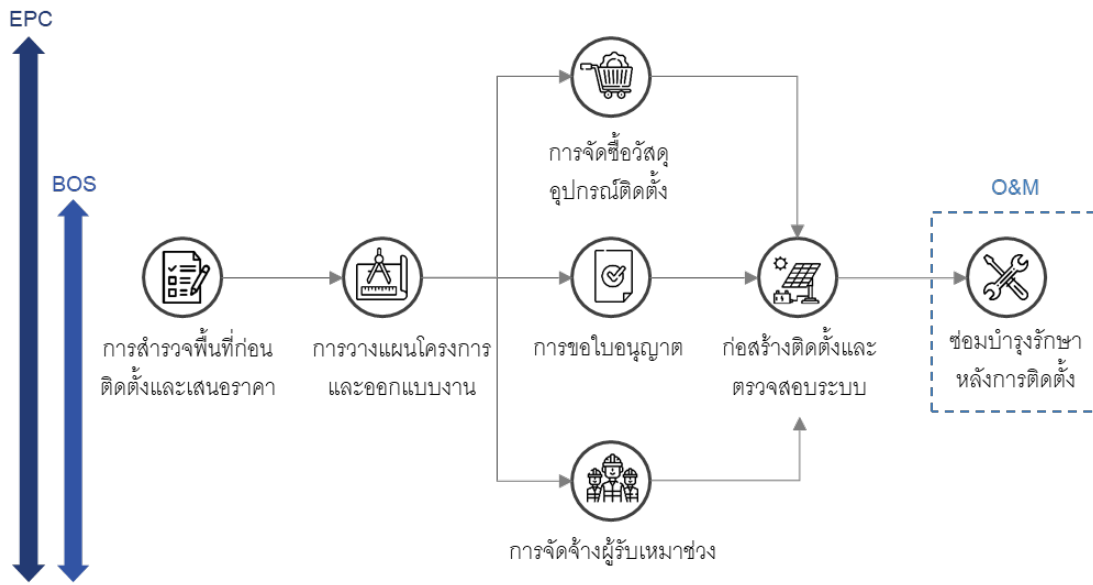 EPC
BOS
การจัดซื้อวัสดุ
อุปกรณ์ติดตั้ง
O&M
การสำรวจพื้นที่ก่อน
ติดตั้งและเสนอราคา
การวางแผนโครงการ
และออกแบบงาน
การขอใบอนุญาต
ก่อสร้างติดตั้งและ
ตรวจสอบระบบ
ซ่อมบำรุงรักษา
หลังการติดตั้ง
การจัดจ้างผู้รับเหมาช่วง